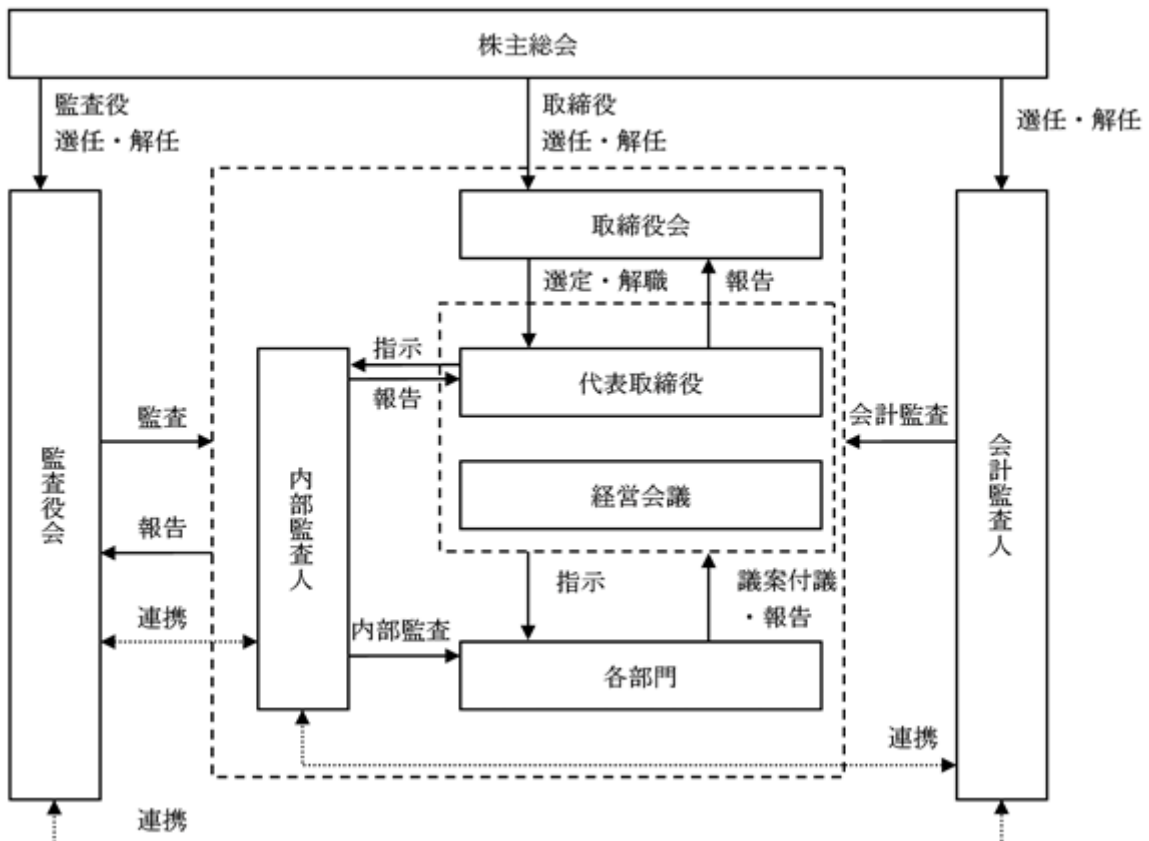 株主総会
監査役
選任・解任
取締役
選任・解任
選任・解任
取締役会
選定・解職
報告
指示
報告
代表取締役
監査
会計監査
監査役会
内部監査人
経営会議
会計監査人
報告
指示
議案付議
・報告
連携
内部監査
各部門
連携
連携